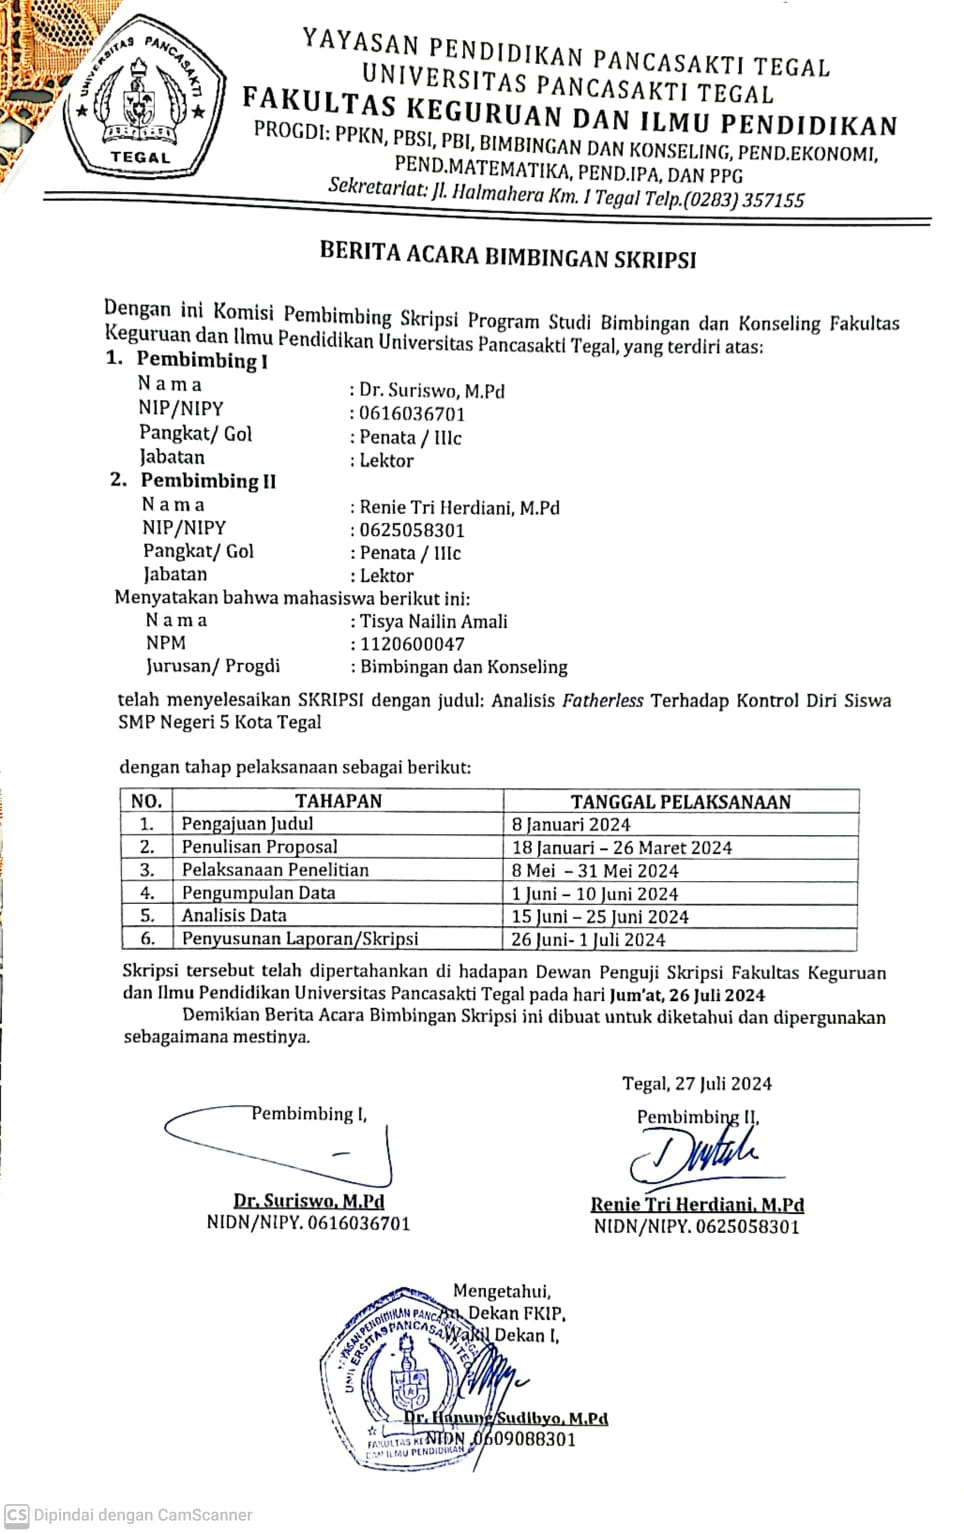 UNIVERSITAS PANCASAKTI
TEGAL
YAYASAN PENDIDIKAN PANCASAKTI TEGAL
UNIVERSITAS PANCASAKTI TEGAL
FAKULTAS KEGURUAN DAN ILMU PENDIDIKAN
PROGDI: PPKN, PBSI, PBI, BIMBINGAN DAN KONSELING, PEND.EKONOMI,
PEND.MATEMATIKA, PEND.IPA, DAN PPG
Sekretariat: Jl. Halmahera Km. 1 Tegal Telp.(0283) 357155
BERITA ACARA BIMBINGAN SKRIPSI
Dengan ini Komisi Pembimbing Skripsi Program Studi Bimbingan dan Konseling Fakultas
Keguruan dan Ilmu Pendidikan Universitas Pancasakti Tegal, yang terdiri atas:
1. Pembimbing I
N a m a : Dr. Suriswo, M.Pd
NIP/NIPY : 0616036701
Pangkat/ Gol : Penata / IIIc
Jabatan : Lektor
2. Pembimbing II
N a m a : Renie Tri Herdiani, M.Pd
NIP/NIPY : 0625058301
Pangkat/ Gol : Penata / IIIc
Jabatan : Lektor
Menyatakan bahwa mahasiswa berikut ini:
N a m a : Tisya Nailin Amali
NPM : 1120600047
Jurusan/ Progdi : Bimbingan dan Konseling
telah menyelesaikan SKRIPSI dengan judul: Analisis Fatherless Terhadap Kontrol Diri Siswa
SMP Negeri 5 Kota Tegal
dengan tahap pelaksanaan sebagai berikut:
NO. TAHAPAN TANGGAL PELAKSANAAN
1. Pengajuan Judul 8 Januari 2024
2. Penulisan Proposal 18 Januari – 26 Maret 2024
3. Pelaksanaan Penelitian 8 Mei – 31 Mei 2024
4. Pengumpulan Data 1 Juni – 10 Juni 2024
5. Analisis Data 15 Juni – 25 Juni 2024
6. Penyusunan Laporan/Skripsi 26 Juni- 1 Juli 2024
Skripsi tersebut telah dipertahankan di hadapan Dewan Penguji Skripsi Fakultas Keguruan
dan Ilmu Pendidikan Universitas Pancasakti Tegal pada hari Jum'at, 26 Juli 2024
Demikian Berita Acara Bimbingan Skripsi ini dibuat untuk diketahui dan dipergunakan
sebagaimana mestinya.
Tegal, 27 Juli 2024
Pembimbing I, Pembimbing II,
Dr. Suriswo, M.Pd Renie Tri Herdiani, M.Pd
NIDN/NIPY. 0616036701 NIDN/NIPY. 0625058301
Mengetahui,
An. Dekan FKIP,
Wakil Dekan I,
YAYASAN PENDIDIKAN PANCASAKTI TEGAL
UNIVERSITAS PANCASAKTI TEGAL
Dr. Hanung Sudibyo, M.Pd
NIDN .0609088301
FAKULTAS
DAN ILMU PENDIDIKAN
CS Dipindai dengan CamScanner